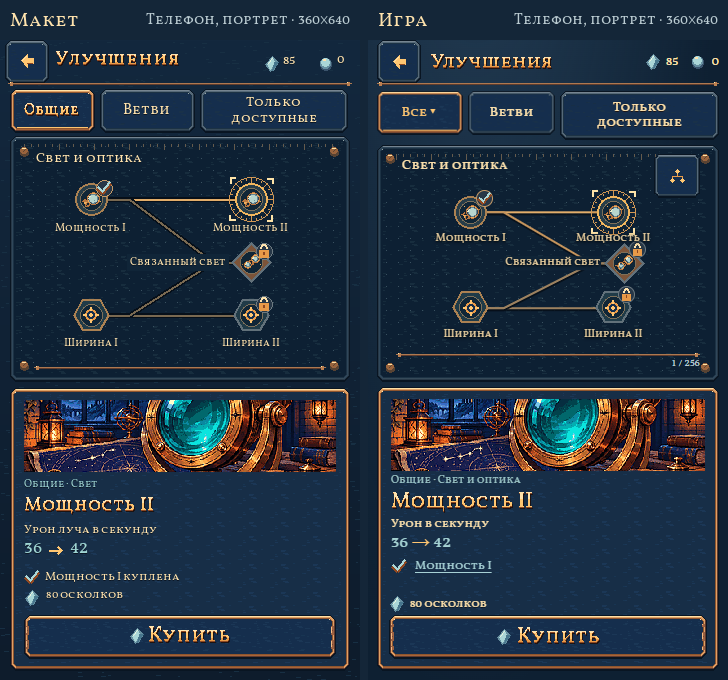 Макет
Телефон, портрет · 360x640
Улучшения
85
0
Общие
Ветви
Только
доступные
Свет и оптика
Мощность I
Мощность II
Связанный свет
Ширина I
Ширина II
Общие · Свет
Мощность II
Урон луча в секунду
36 → 42
Мощность I куплена
80 осколков
Купить
Игра
Телефон, портрет · 360x640
Улучшения
85
0
Все ▾
Ветви
Только
доступные
Свет и оптика
Мощность I
Мощность II
Связанный свет
Ширина I
Ширина II
1 / 256
Общие · Свет и оптика
Мощность II
Урон в секунду
36 → 42
Мощность I
80 осколков
Купить